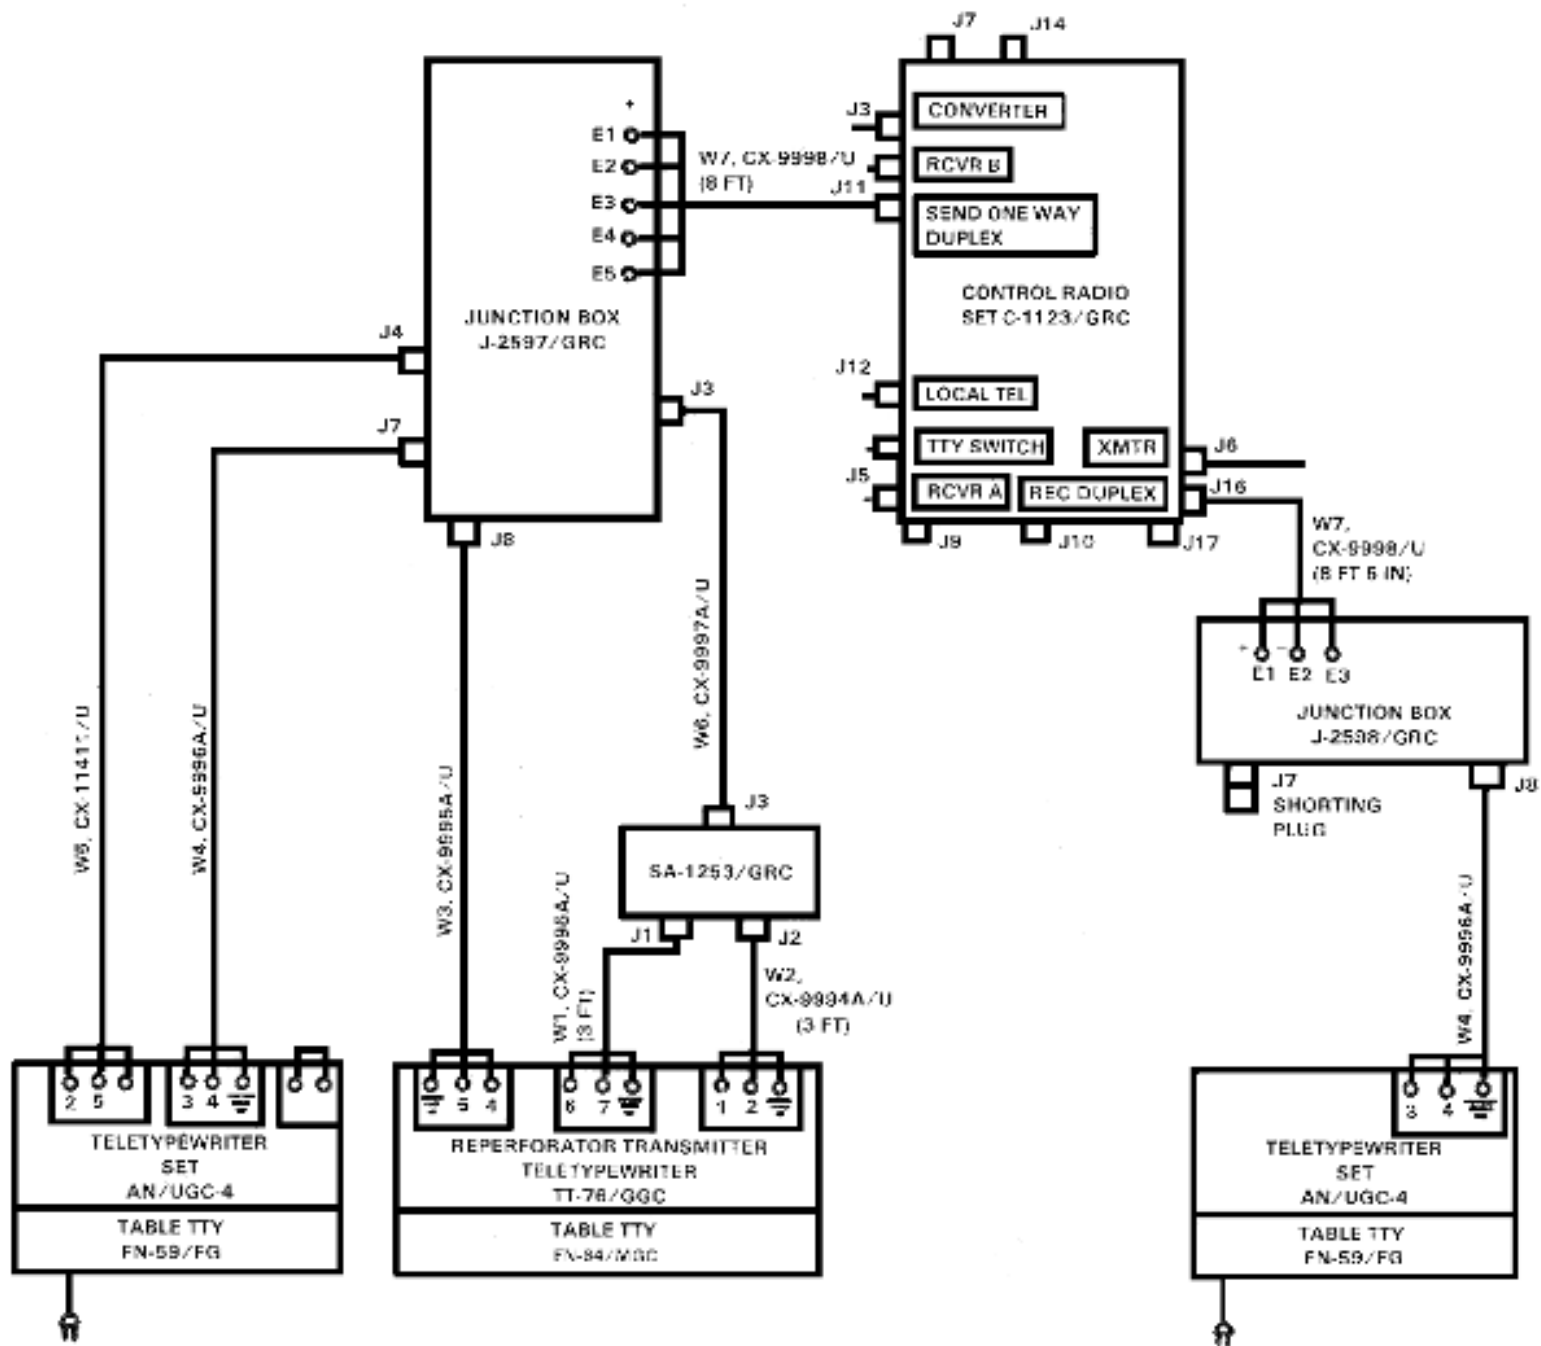 J7
J14
J3
CONVERTER
RCVR B
J11
SEND ONE WAY
DUPLEX
CONTROL RADIO
SET C-1123/GRC
J12
LOCAL TEL
TTY SWITCH
XMTR
J6
J5
RCVR A
REC DUPLEX
J16
J9
J10
J17
+
E1
E2
E3
E4
E5
W7, CX-9998/U
(8 FT)
JUNCTION BOX
J-2597/GRC
J4
J7
J3
J8
W7,
CX-9998/U
(8 FT 5 IN)
+ -
E1 E2 E3
JUNCTION BOX
J-2598/GRC
J7
SHORTING
PLUG
J8
W5, CX-11411/U
W4, CX-9996A/U
W3, CX-9995A/U
W6, CX-9997A/U
J3
SA-1253/GRC
J1
J2
(3 FT)
W2,
CX-9994A/U
(3 FT)
W4, CX-9996A/U
2 5
3 4
TELETYPEWRITER
SET
AN/UGC-4
TABLE TTY
FN-59/FG
5 4
6 7
1 2
REPERFORATOR TRANSMITTER
TELETYPEWRITER
TT-76/GGC
TABLE TTY
FN-84/MGC
3 4
TELETYPEWRITER
SET
AN/UGC-4
TABLE TTY
FN-59/FG